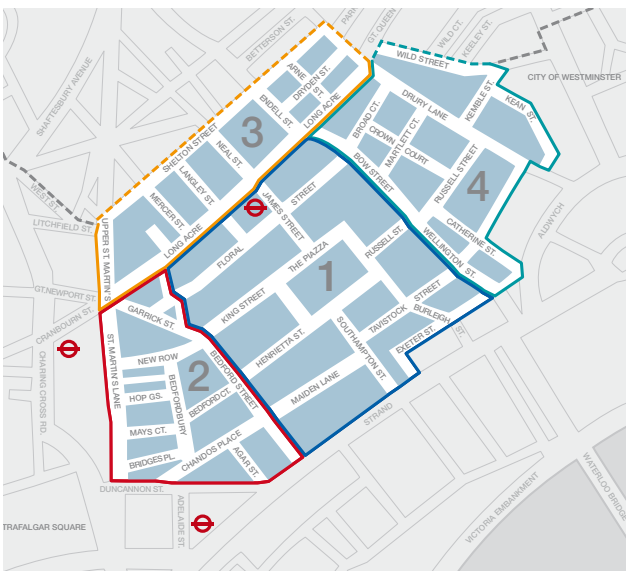 BETTERSON ST.
PARK
GT. QUEEN
WILD CT.
KEELEY ST.
WILD STREET
CITY OF WESTMINSTER
SHAFTESBURY AVENUE
ARNE ST
DRYDEN ST.
ENDELL ST.
LONG ACRE
3
SHELTON STREET
NEAL ST.
LANGLEY ST.
MERCER ST.
LONG ACRE
UPPER ST. MARTIN'S
WEST ST.
LITCHFIELD ST.
DRURY LANE
KEMBLE ST.
KEAN ST.
BROAD CT.
CROWN COURT
MARTLETT CT.
BOW STREET
RUSSELL STREET
4
CATHERINE ST.
WELLINGTON ST.
ALDWYCH
JAMES STREET
FLORAL STREET
THE PIAZZA
RUSSELL ST.
1
KING STREET
HENRIETTA ST.
SOUTHAMPTON ST.
TAVISTOCK STREET
BURLEIGH ST
EXETER ST.
MAIDEN LANE
STRAND
GT.NEWPORT ST.
CRANBOURN ST.
CHARING CROSS RD.
GARRICK ST.
ST. MARTIN'S LANE
NEW ROW
2
BEDFORD STREET
BEDFORDBURY
BEDFORD CT.
HOP GS.
MAYS CT.
BRIDGES PL.
CHANDOS PLACE
AGAR ST.
DUNCANNON ST.
ADELAIDE ST.
TRAFALGAR SQUARE
VICTORIA EMBANKMENT
WATERLOO BRIDGE